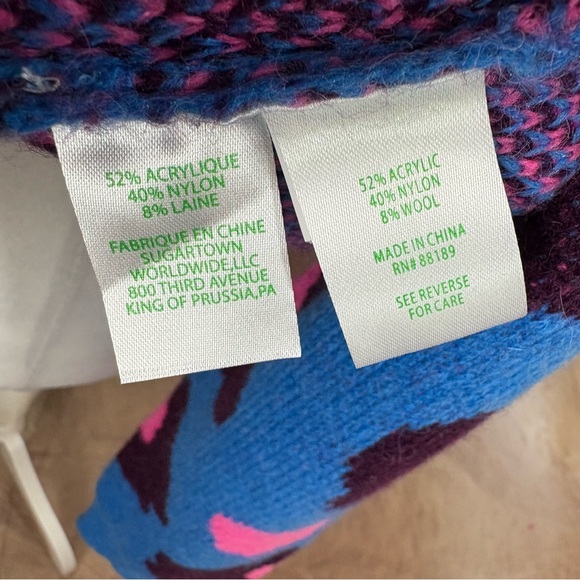 52% ACRYLIQUE
40% NYLON
8% LAINE
FABRIQUE EN CHINE
SUGARTOWN
WORLDWIDE,LLC
800 THIRD AVENUE
KING OF PRUSSIA,PA
52% ACRYLIC
40% NYLON
8% WOOL
MADE IN CHINA
RN# 88189
SEE REVERSE
FOR CARE